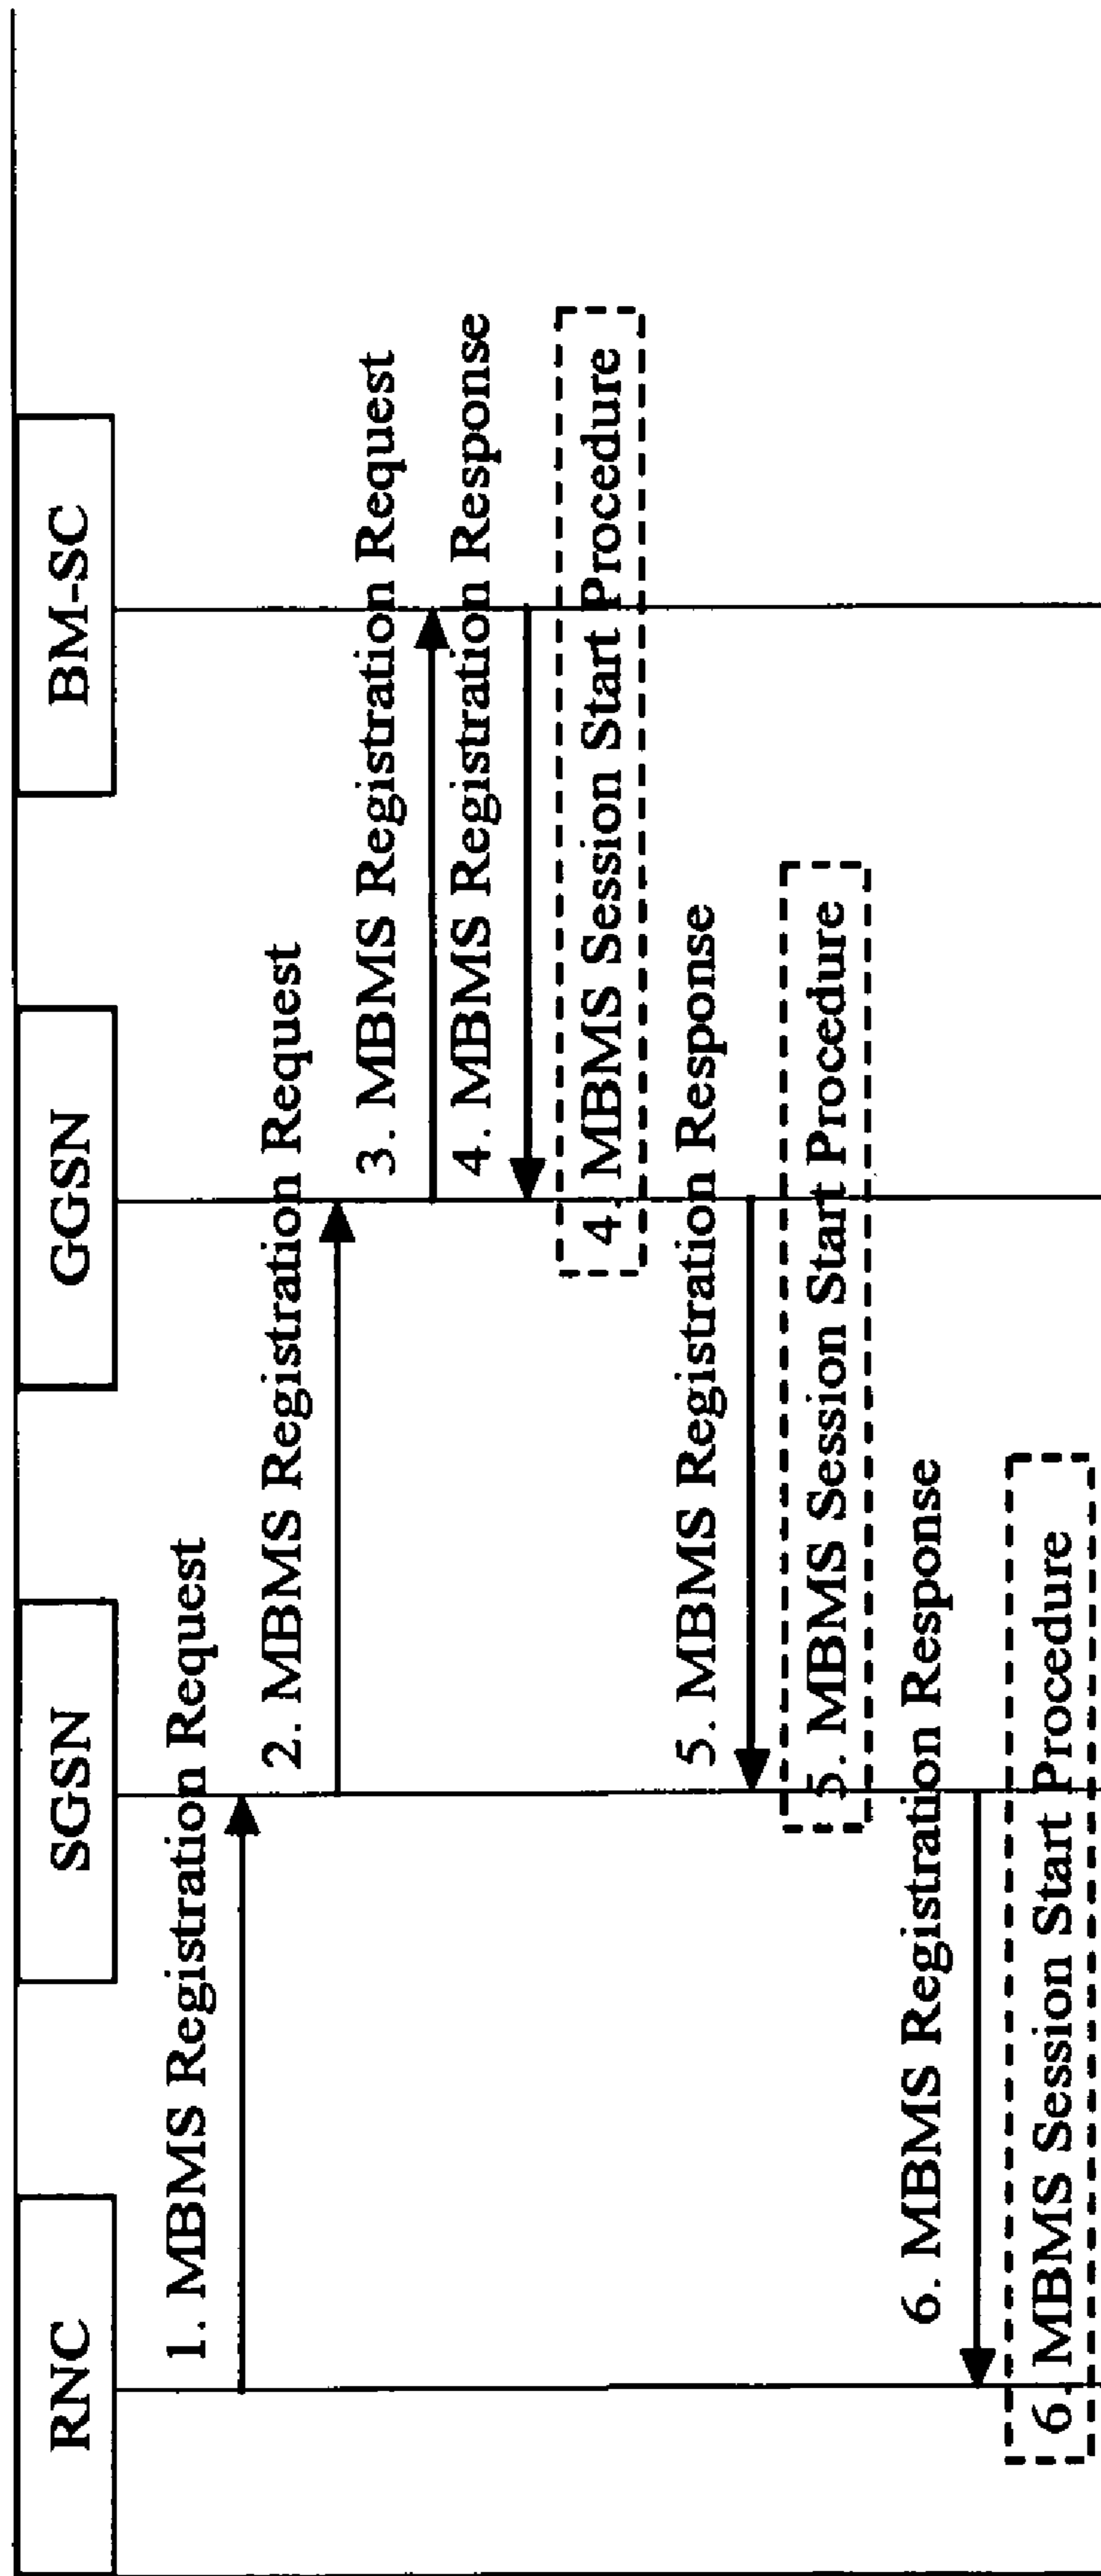 RNC
SGSN
GGSN
BM-SC
1. MBMS Registration Request
2. MBMS Registration Request
3. MBMS Registration Request
4. MBMS Registration Response
4. MBMS Session Start Procedure
5. MBMS Registration Response
5. MBMS Session Start Procedure
6. MBMS Registration Response
6. MBMS Session Start Procedure